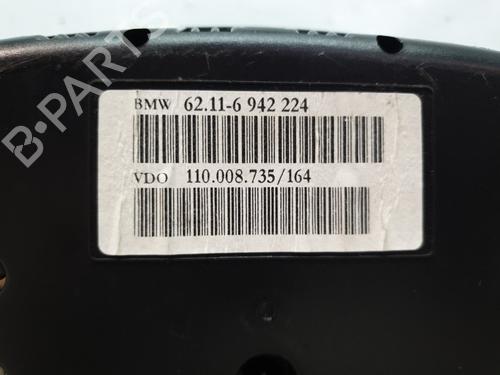 BMW 62.11-6 942 224
VDO 110.008.735/164
B-PARTS